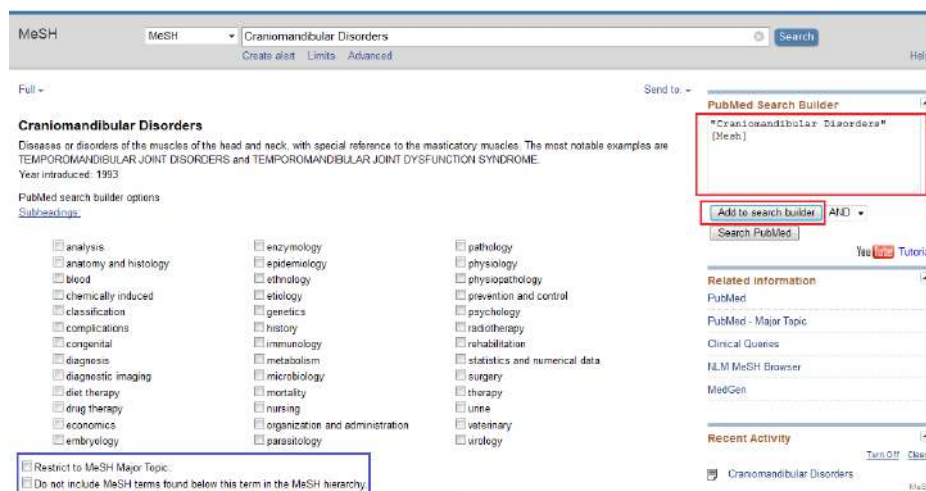 MeSH
MeSH
Craniomandibular Disorders
Search
Create alert Limits Advanced
Help
Full
Send to:
Craniomandibular Disorders
Diseases or disorders of the muscles of the head and neck, with special reference to the masticatory muscles. The most notable examples are
TEMPOROMANDIBULAR JOINT DISORDERS and TEMPOROMANDIBULAR JOINT DYSFUNCTION SYNDROME.
Year introduced: 1993
PubMed search builder options
Subheadings:
analysis
anatomy and histology
blood
chemically induced
classification
complications
congenital
diagnosis
diagnostic imaging
diet therapy
drug therapy
economics
embryology
enzymology
epidemiology
ethnology
etiology
genetics
history
immunology
metabolism
microbiology
mortality
nursing
organization and administration
parasitology
pathology
physiology
physiopathology
prevention and control
psychology
radiotherapy
rehabilitation
statistics and numerical data
surgery
therapy
urine
veterinary
virology
Restrict to MeSH Major Topic.
Do not include MeSH terms found below this term in the MeSH hierarchy.
PubMed Search Builder
"Craniomandibular Disorders"
[Mesh]
Add to search builder AND
Search PubMed
You Tube Tutoria
Related information
PubMed
PubMed - Major Topic
Clinical Queries
NLM MeSH Browser
MedGen
Recent Activity
Turn Off Clear
Craniomandibular Disorders
MeSH